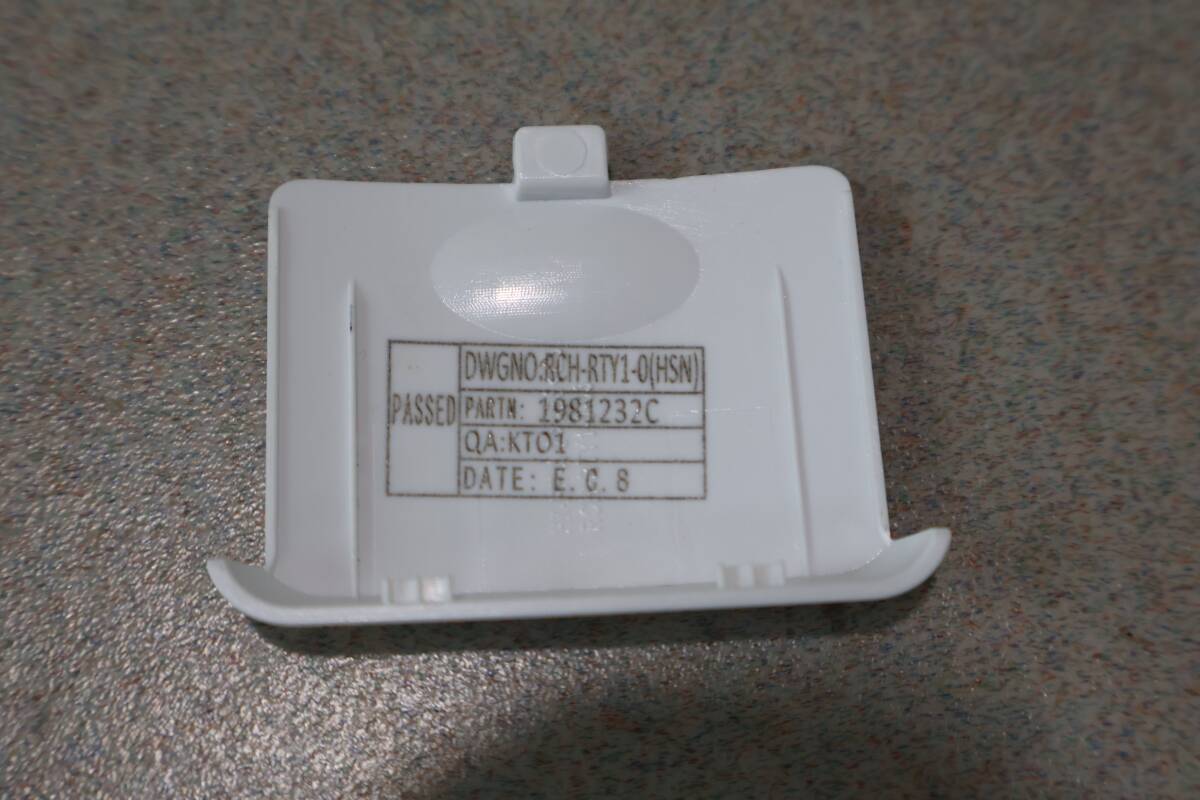 PASSED
DWGNO:RCH-RTY1-0(HSN)
PARTN: 1981232C
QA:KT01
DATE: E. C. 8